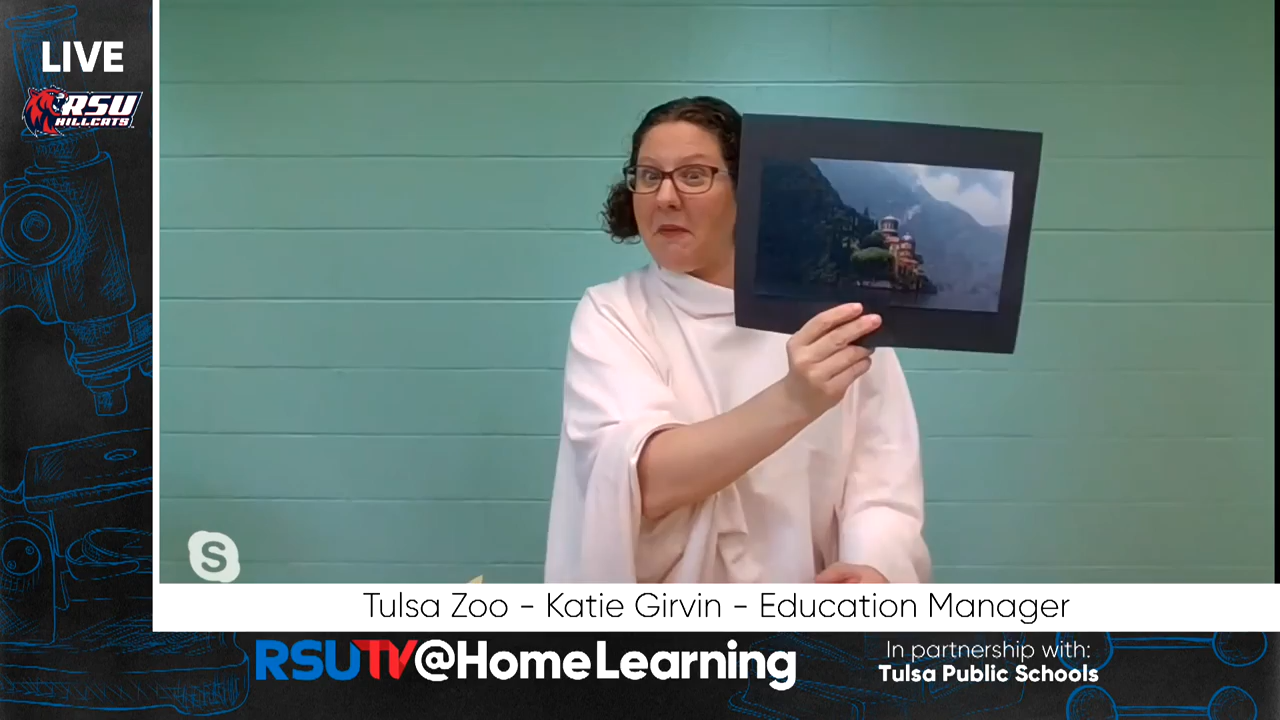 LIVE
RSU
HILLCATS
S
Tulsa Zoo - Katie Girvin - Education Manager
RSUTV@HomeLearning
In partnership with:
Tulsa Public Schools